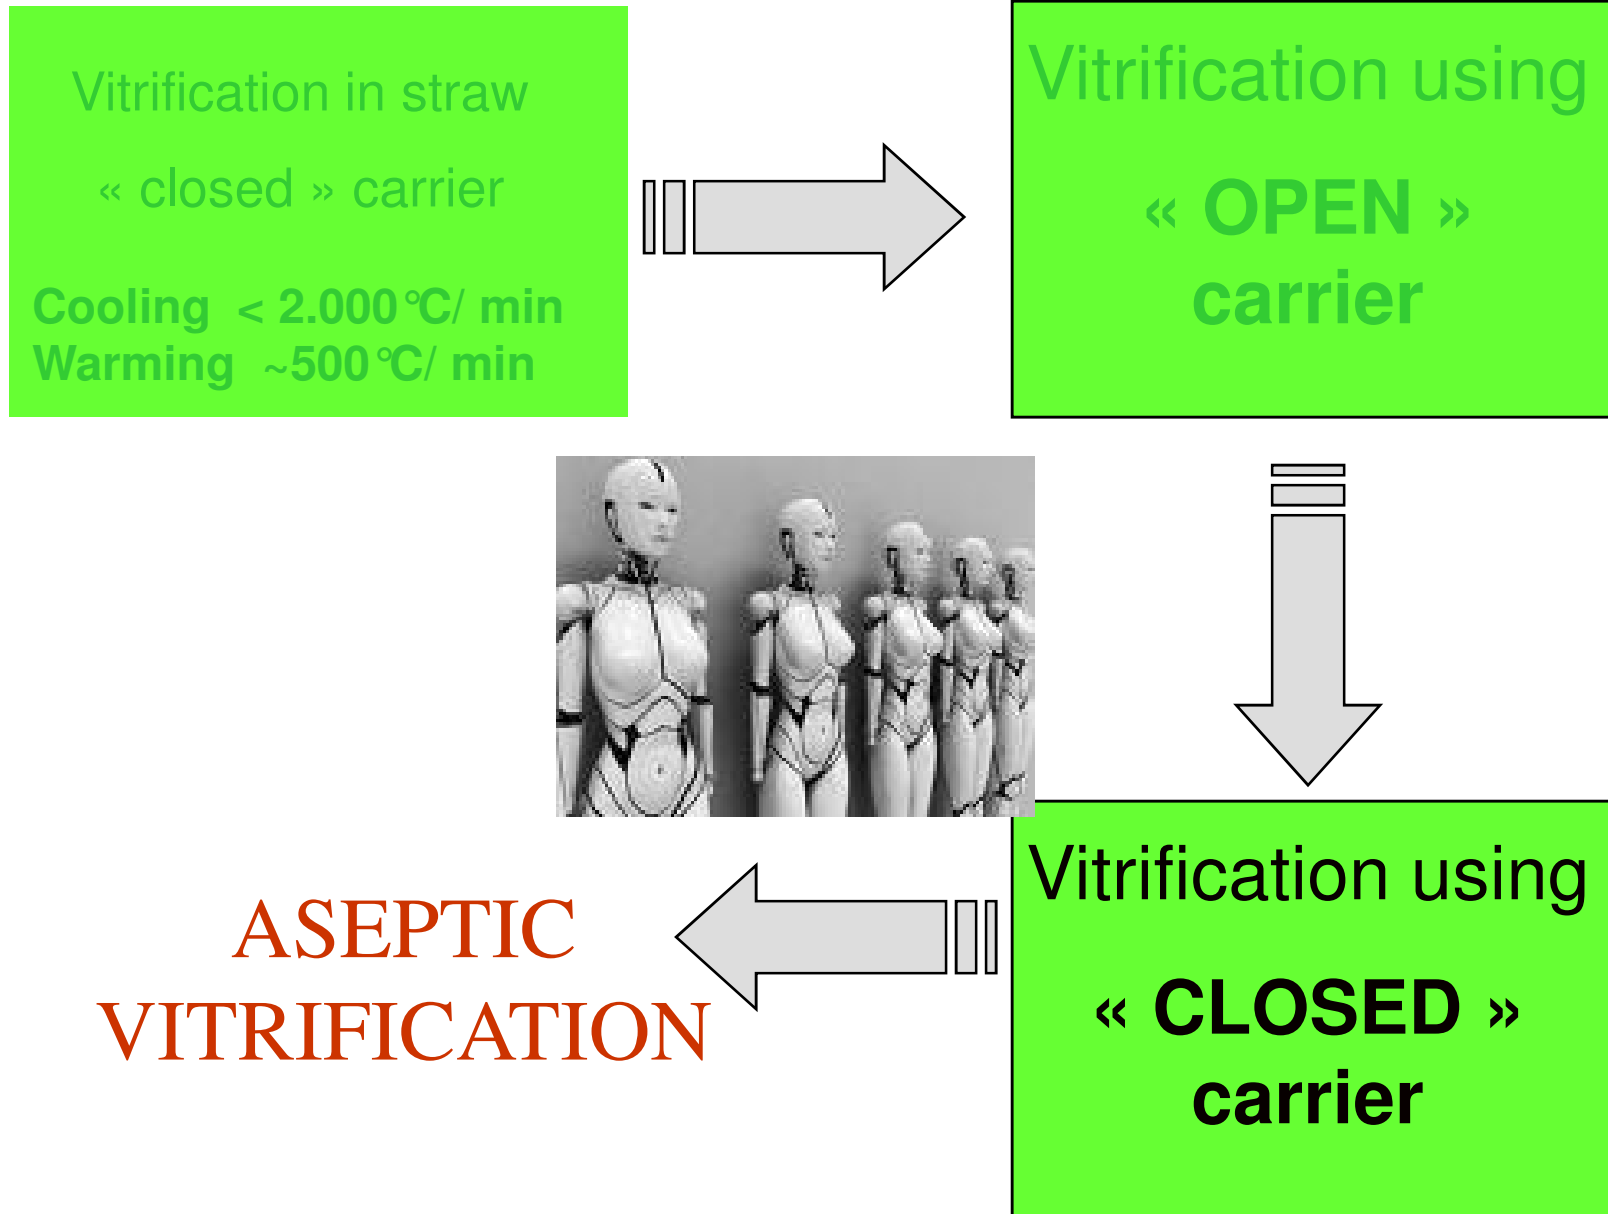 Vitrification in straw
« closed » carrier
Cooling < 2.000°C/ min
Warming ~500°C/ min
Vitrification using
« OPEN »
carrier
Vitrification using
« CLOSED »
carrier
ASEPTIC
VITRIFICATION